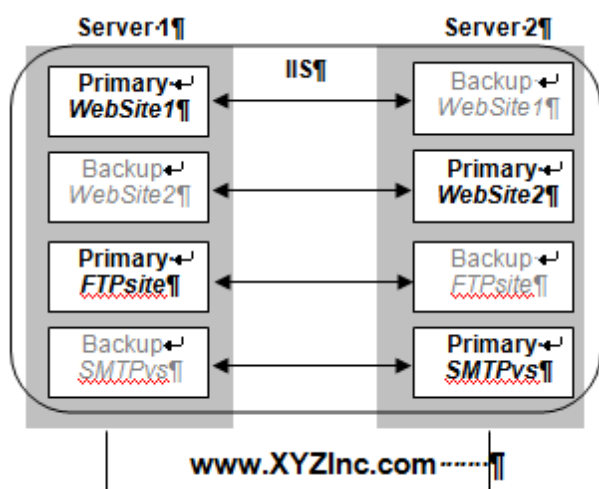 Server·1¶
Server·2¶
IIS¶
Primary·↵
WebSite1¶
Backup·↵
WebSite1¶
Backup↵
WebSite2¶
Primary·↵
WebSite2¶
Primary·↵
FTPsite¶
Backup·↵
FTPsite¶
Backup↵
SMTPvs¶
Primary·↵
SMTPvs¶
www.XYZInc.com·······¶